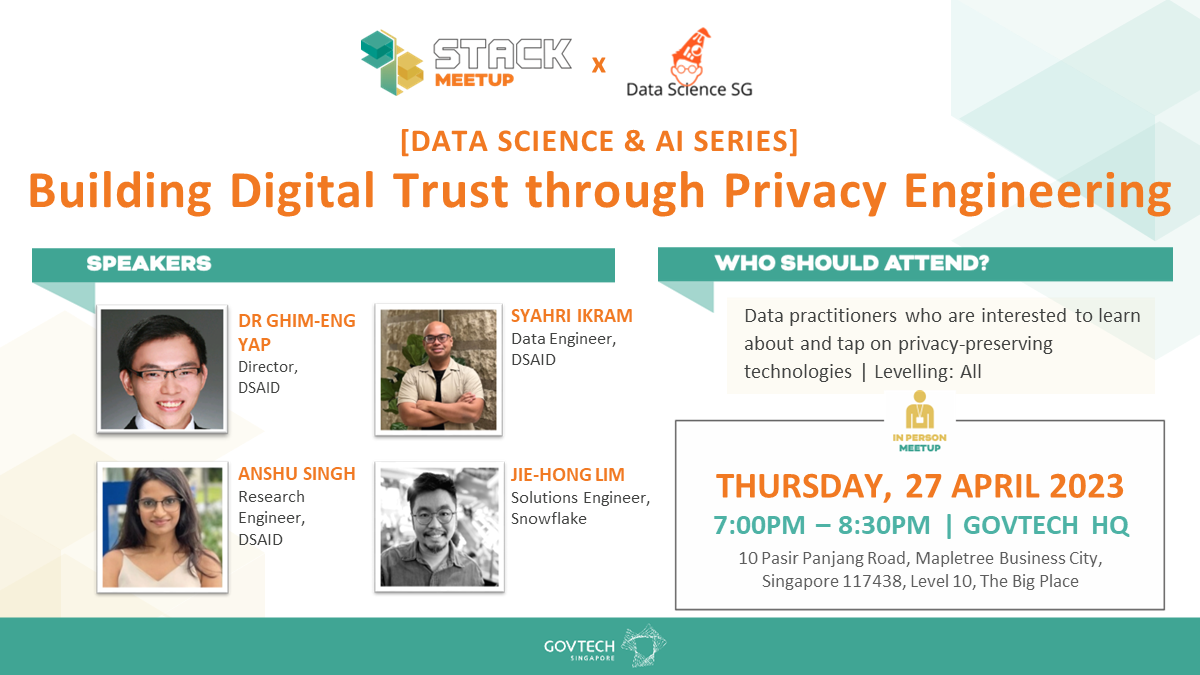 STACK
MEETUP
x
Data Science SG
[DATA SCIENCE & AI SERIES]
Building Digital Trust through Privacy Engineering
SPEAKERS
DR GHIM-ENG
YAP
Director,
DSAID
SYAHRI IKRAM
Data Engineer,
DSAID
ANSHU SINGH
Research
Engineer,
DSAID
JIE-HONG LIM
Solutions Engineer,
Snowflake
WHO SHOULD ATTEND?
Data practitioners who are interested to learn
about and tap on privacy-preserving
technologies | Levelling: All
IN PERSON
MEETUP
THURSDAY, 27 APRIL 2023
7:00PM – 8:30PM | GOVTECH HQ
10 Pasir Panjang Road, Mapletree Business City,
Singapore 117438, Level 10, The Big Place
GOVTECH
SINGAPORE